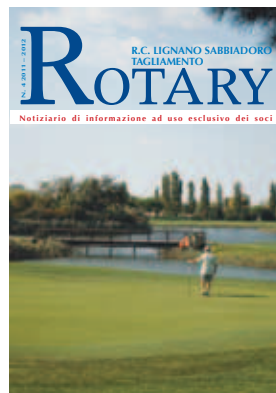 N. 4 2011 – 2012
R.C. LIGNANO SABBIADORO
TAGLIAMENTO
ROTARY
Notiziario di informazione ad uso esclusivo dei soci